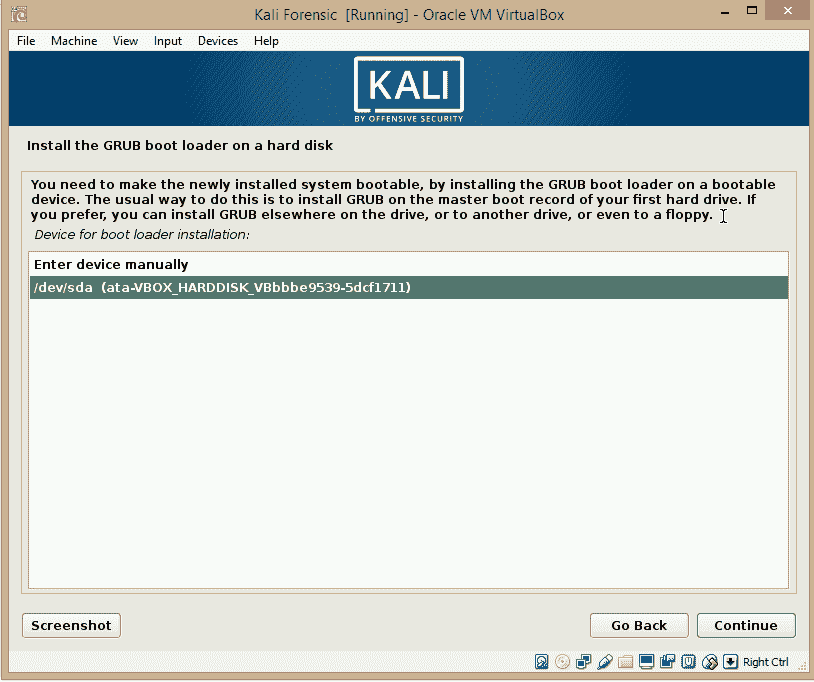 Kali Forensic [Running] - Oracle VM VirtualBox
File Machine View Input Devices Help
KALI
BY OFFENSIVE SECURITY
Install the GRUB boot loader on a hard disk
You need to make the newly installed system bootable, by installing the GRUB boot loader on a bootable
device. The usual way to do this is to install GRUB on the master boot record of your first hard drive. If
you prefer, you can install GRUB elsewhere on the drive, or to another drive, or even to a floppy.
Device for boot loader installation:
Enter device manually
/dev/sda (ata-VBOX_HARDDISK_VBbbbe9539-5dcf1711)
Screenshot Go Back Continue
Right Ctrl